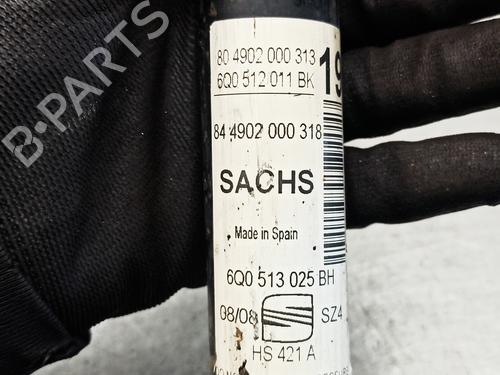 80 4902 000 313
6Q0 512 011 BK
19
84 4902 000 318
SACHS
Made in Spain
6Q0 513 025 BH
08/08
SZ4
HS 421 A
B-PARTS